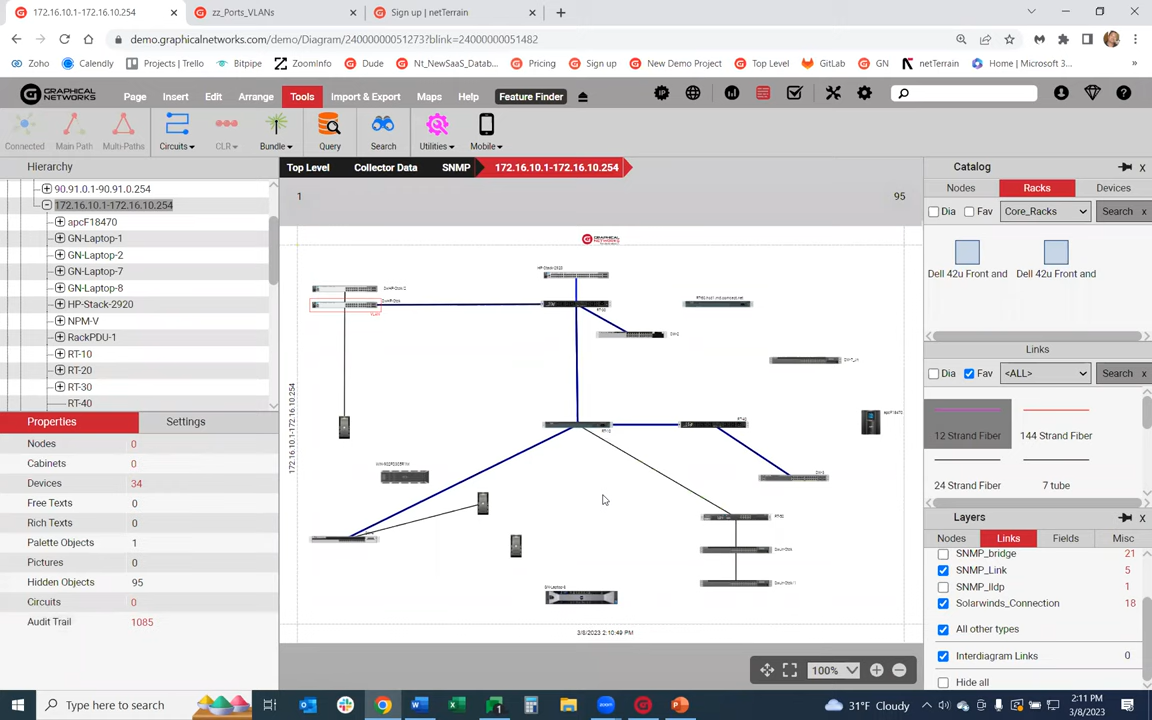 172.16.10.1-172.16.10.254
zz_Ports_VLANs
Sign up | netTerrain
demo.graphicalnetworks.com/demo/Diagram/24000000051273?blink=24000000051482
Zoho
Calendly
Projects | Trello
Bitpipe
ZoomInfo
Dude
Nt_NewSaaS_Datab...
Pricing
Sign up
New Demo Project
Top Level
GitLab
GN
netTerrain
Home | Microsoft 3...
GRAPHICAL NETWORKS
Page
Insert
Edit
Arrange
Tools
Import & Export
Maps
Help
Feature Finder
Connected
Main Path
Multi-Paths
Circuits
CLR
Bundle
Query
Search
Utilities
Mobile
Hierarchy
90.91.0.1-90.91.0.254
172.16.10.1-172.16.10.254
apcF18470
GN-Laptop-1
GN-Laptop-2
GN-Laptop-7
GN-Laptop-8
HP-Stack-2920
NPM-V
RackPDU-1
RT-10
RT-20
RT-30
RT-40
Properties
Settings
Nodes 0
Cabinets 0
Devices 34
Free Texts 0
Rich Texts 0
Palette Objects 1
Pictures 0
Hidden Objects 95
Circuits 0
Audit Trail 1085
Top Level
Collector Data
SNMP
172.16.10.1-172.16.10.254
1
95
GRAPHICAL NETWORKS
HP-Stack-2920
172.16.10.1-172.16.10.254
3/8/2023 2:10:49 PM
100%
Catalog
Nodes
Racks
Devices
Dia
Fav
Core_Racks
Search x
Dell 42u Front and
Dell 42u Front and
Links
Dia
Fav
<ALL>
Search x
12 Strand Fiber
144 Strand Fiber
24 Strand Fiber
7 tube
Layers
Nodes
Links
Fields
Misc
SNMP_bridge 21
SNMP_Link 5
SNMP_lldp 1
Solarwinds_Connection 18
All other types
Interdiagram Links 0
Hide all
Type here to search
31°F Cloudy
2:11 PM
3/8/2023